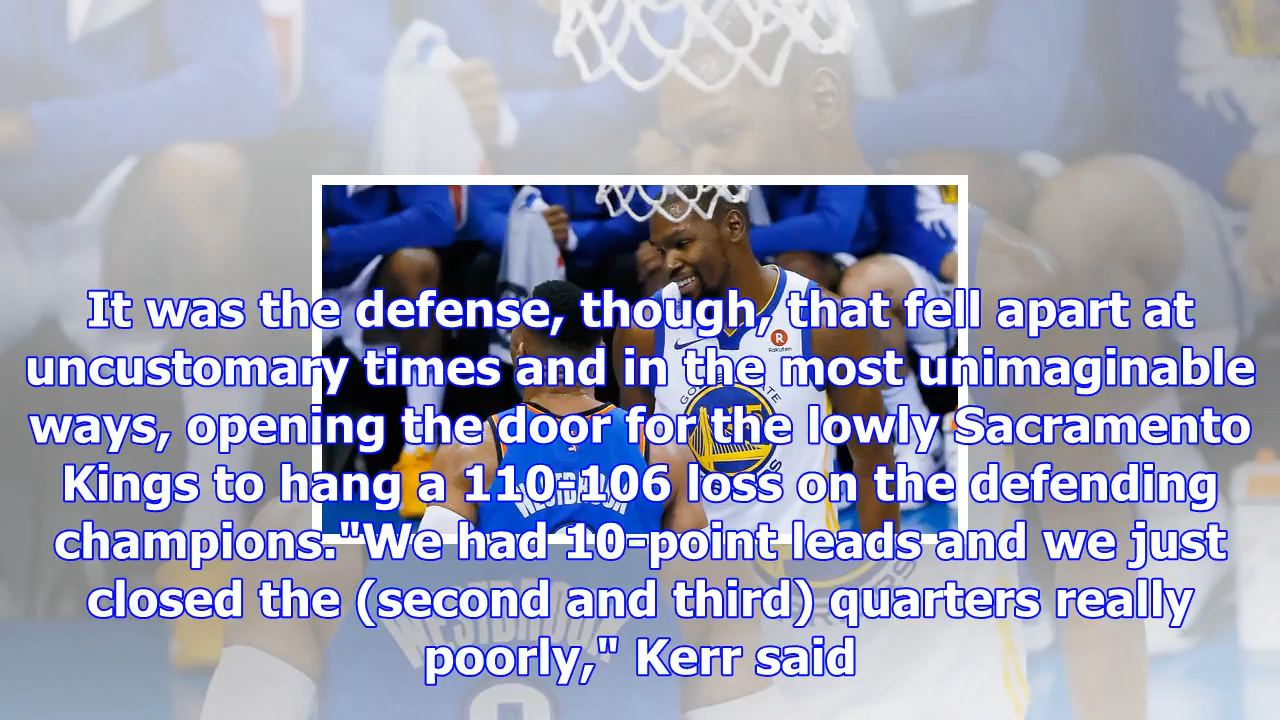 It was the defense, though, that fell apart at
uncustomary times and in the most unimaginable
ways, opening the door for the lowly Sacramento
Kings to hang a 110-106 loss on the defending
champions."We had 10-point leads and we just
closed the (second and third) quarters really
poorly," Kerr said
Rakuten
WESTBROOK